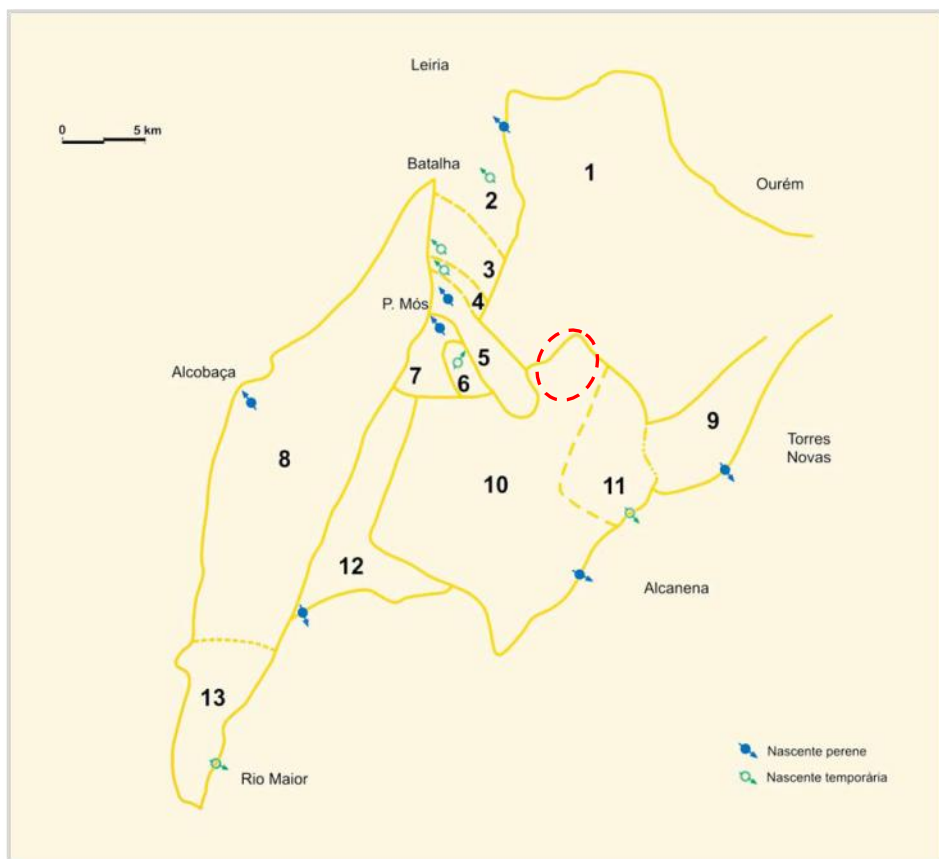 Leiria
0 5 km
1
Batalha
Ourém
2
3
4
P. Mós
5
7
6
Alcobaça
9
8
Torres
Novas
10
11
12
Alcanena
13
Nascente perene
Rio Maior
Nascente temporária